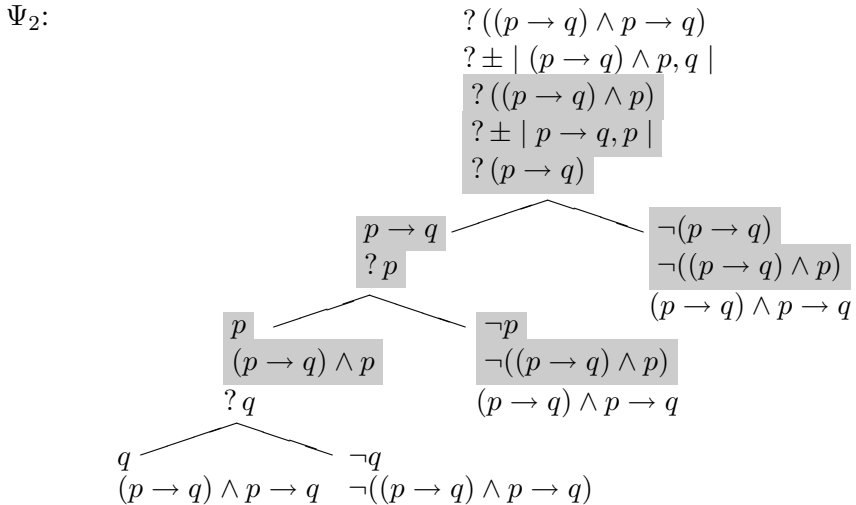 Ψ₂:
? ((p → q) ∧ p → q)
? ± | (p → q) ∧ p, q |
? ((p → q) ∧ p)
? ± | p → q, p |
? (p → q)
p → q
¬(p → q)
? p
¬((p → q) ∧ p)
(p → q) ∧ p → q
p
¬p
(p → q) ∧ p
¬((p → q) ∧ p)
? q
(p → q) ∧ p → q
q
¬q
(p → q) ∧ p → q
¬((p → q) ∧ p → q)